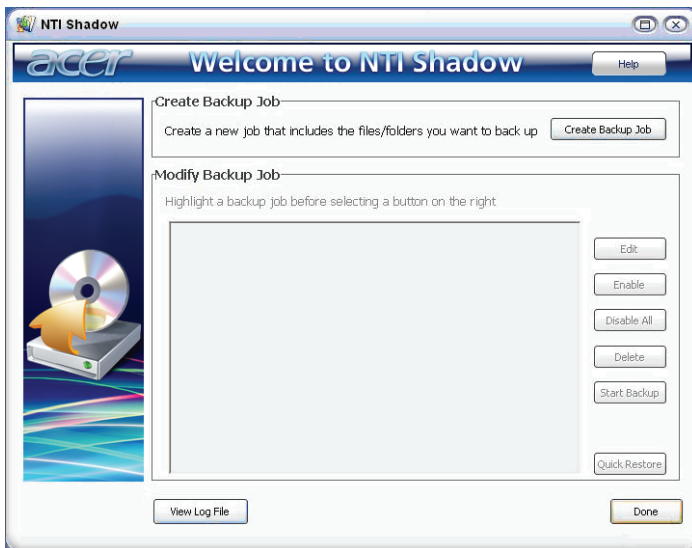 NTI Shadow
acer
Welcome to NTI Shadow
Help
Create Backup Job
Create a new job that includes the files/folders you want to back up
Create Backup Job
Modify Backup Job
Highlight a backup job before selecting a button on the right
Edit
Enable
Disable All
Delete
Start Backup
Quick Restore
View Log File
Done